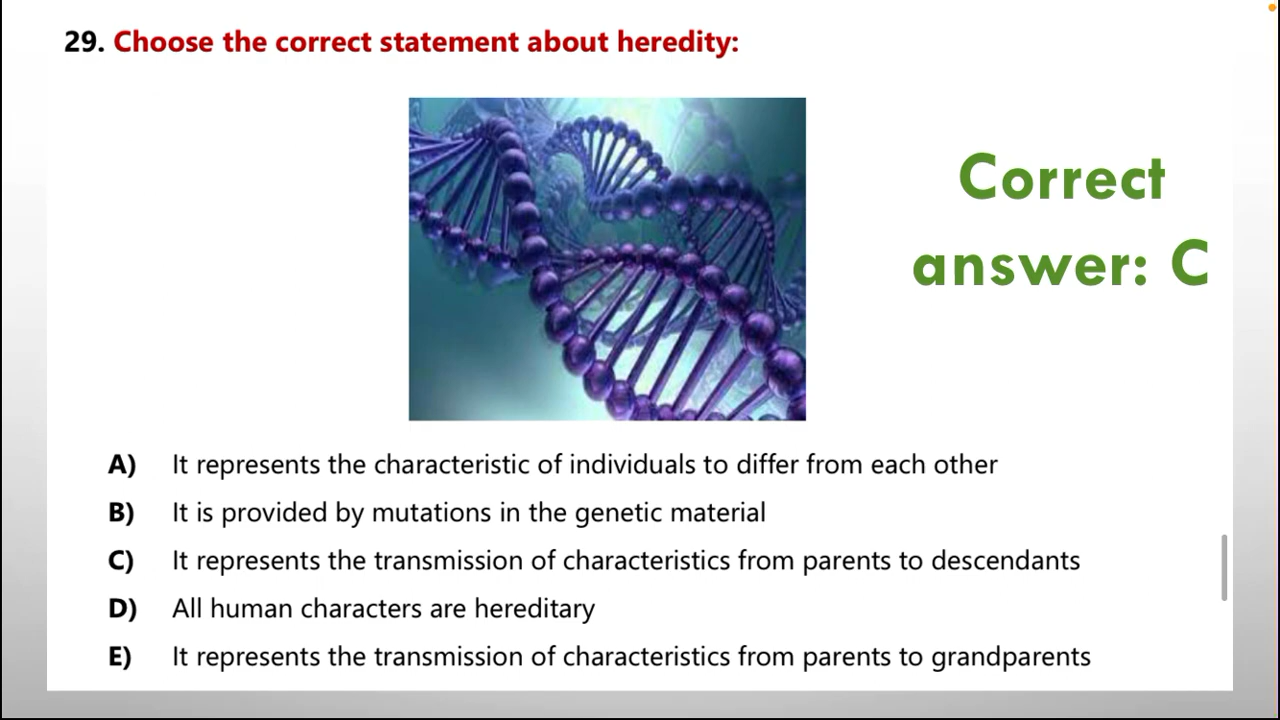 29. Choose the correct statement about heredity:
Correct
answer: C
A) It represents the characteristic of individuals to differ from each other
B) It is provided by mutations in the genetic material
C) It represents the transmission of characteristics from parents to descendants
D) All human characters are hereditary
E) It represents the transmission of characteristics from parents to grandparents